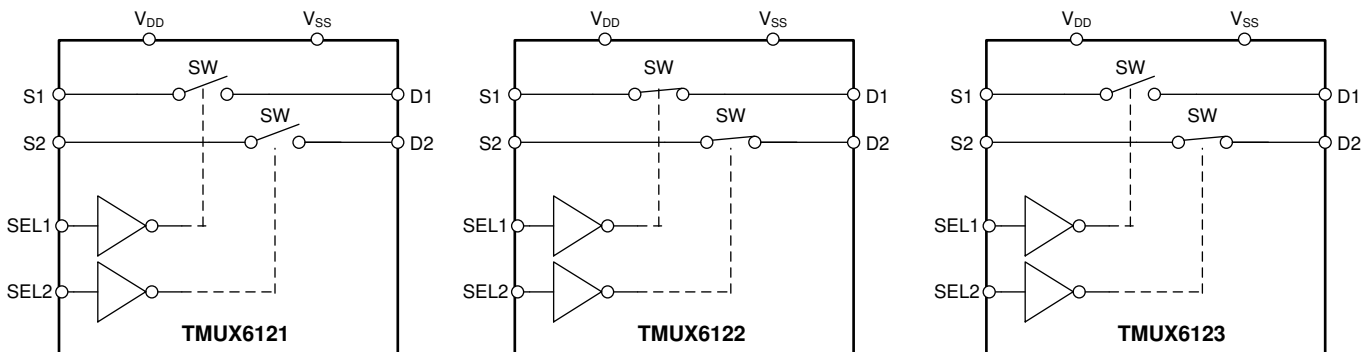 VDD VSS
SW
S1 D1
SW
S2 D2
SEL1
SEL2
TMUX6121
VDD VSS
SW
S1 D1
SW
S2 D2
SEL1
SEL2
TMUX6122
VDD VSS
SW
S1 D1
SW
S2 D2
SEL1
SEL2
TMUX6123